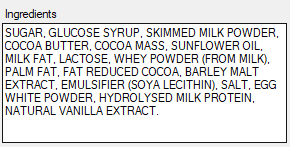 Ingredients
SUGAR, GLUCOSE SYRUP, SKIMMED MILK POWDER,
COCOA BUTTER, COCOA MASS, SUNFLOWER OIL,
MILK FAT, LACTOSE, WHEY POWDER (FROM MILK),
PALM FAT, FAT REDUCED COCOA, BARLEY MALT
EXTRACT, EMULSIFIER (SOYA LECITHIN), SALT, EGG
WHITE POWDER, HYDROLYSED MILK PROTEIN,
NATURAL VANILLA EXTRACT.